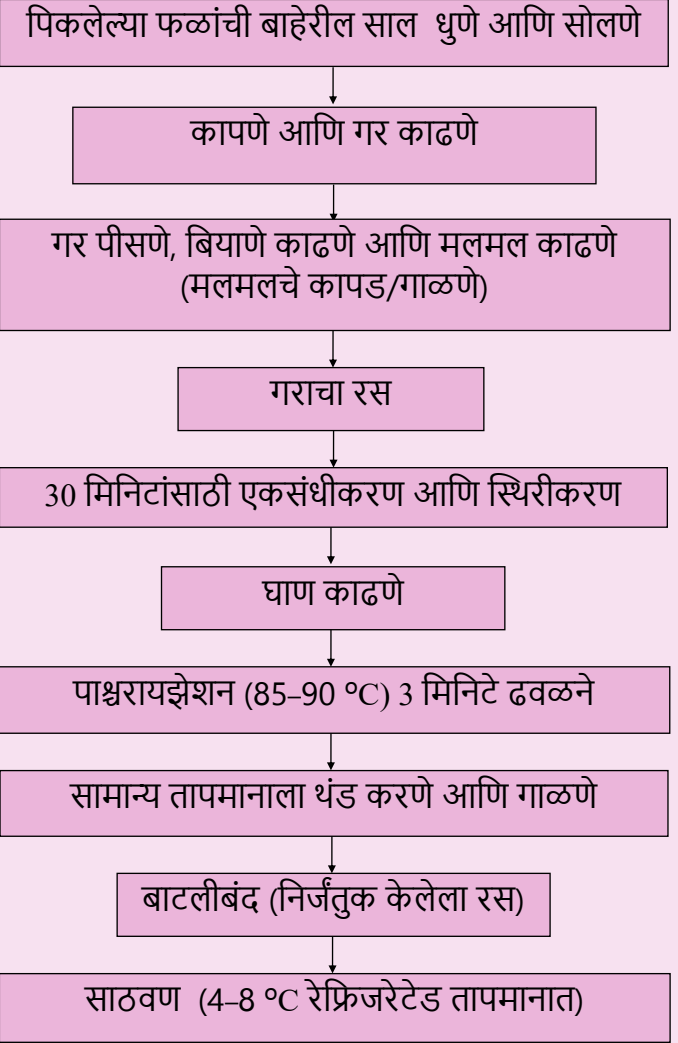 पिकलेल्या फळांची बाहेरील साल धुणे आणि सोलणे
कापणे आणि गर काढणे
गर पीसणे, बियाणे काढणे आणि मलमल काढणे
(मलमलचे कापड/गाळणे)
गराचा रस
30 मिनिटांसाठी एकसंधीकरण आणि स्थिरीकरण
घाण काढणे
पाश्चरायझेशन (85–90 ºC) 3 मिनिटे ढवळने
सामान्य तापमानाला थंड करणे आणि गाळणे
बाटलीबंद (निर्जंतुक केलेला रस)
साठवण (4–8 ºC रेफ्रिजरेटेड तापमानात)